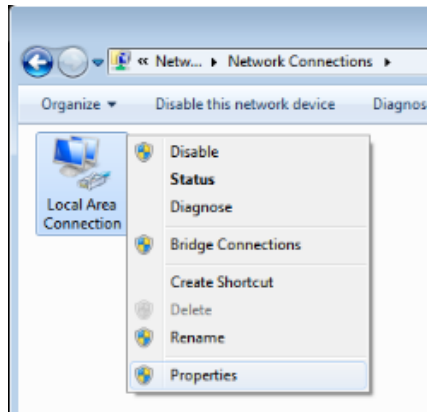 « Netw... ▸ Network Connections ▸
Organize ▾ Disable this network device Diagnos
Local Area
Connection
Disable
Status
Diagnose
Bridge Connections
Create Shortcut
Delete
Rename
Properties